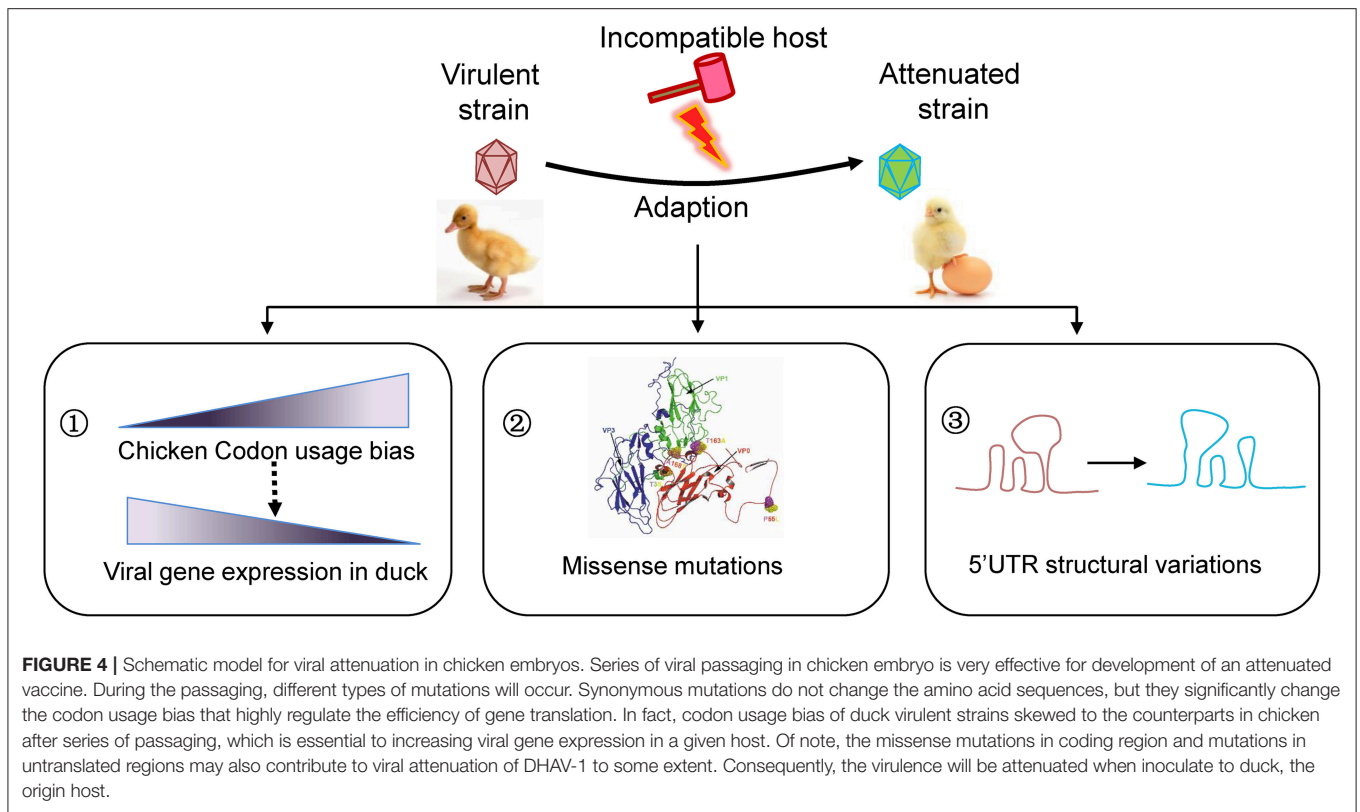 Incompatible host
Virulent
strain
Attenuated
strain
Adaption
①
Chicken Codon usage bias
Viral gene expression in duck
②
VP1
VP3
T163A
VP0
Missense mutations
③
5'UTR structural variations
FIGURE 4 | Schematic model for viral attenuation in chicken embryos. Series of viral passaging in chicken embryo is very effective for development of an attenuated
vaccine. During the passaging, different types of mutations will occur. Synonymous mutations do not change the amino acid sequences, but they significantly change
the codon usage bias that highly regulate the efficiency of gene translation. In fact, codon usage bias of duck virulent strains skewed to the counterparts in chicken
after series of passaging, which is essential to increasing viral gene expression in a given host. Of note, the missense mutations in coding region and mutations in
untranslated regions may also contribute to viral attenuation of DHAV-1 to some extent. Consequently, the virulence will be attenuated when inoculate to duck, the
origin host.